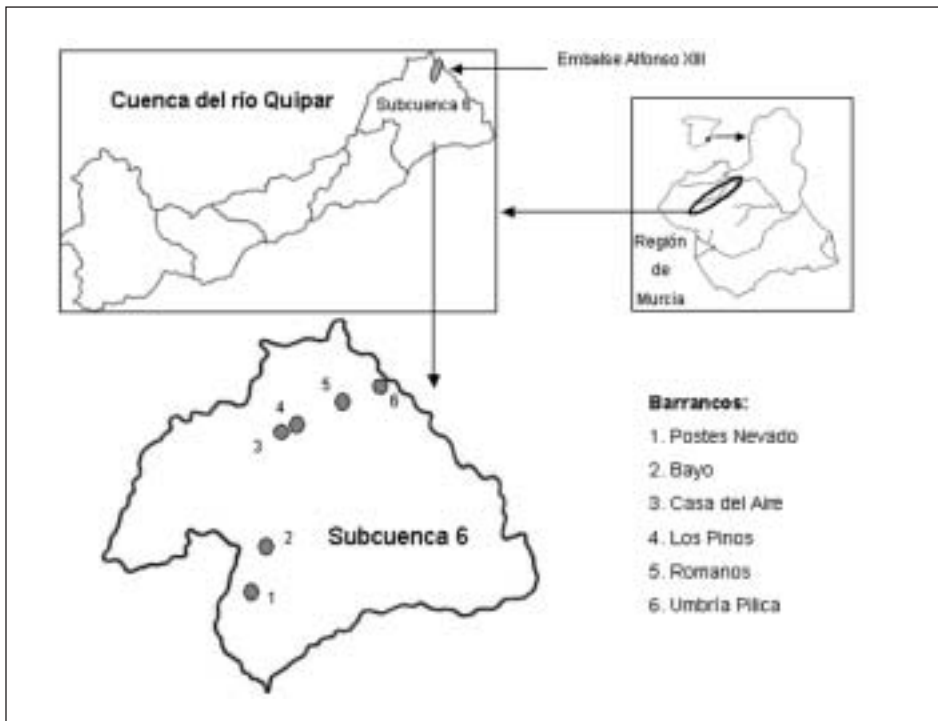 Embalse Alfonso XIII
Cuenca del río Quipar
Subcuenca 6
Región
de
Murcia
5
6
4
3
Barrancos:
1. Postes Nevado
2. Bayo
3. Casa del Aire
4. Los Pinos
5. Romanos
6. Umbría Pilica
2
Subcuenca 6
1